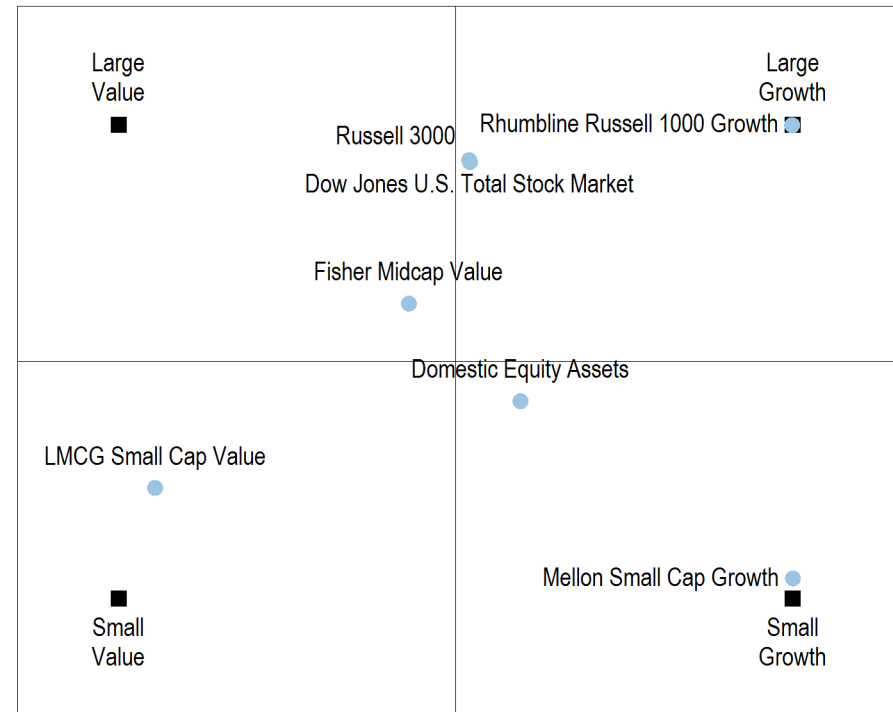 Large
Value
Large
Growth
Russell 3000
Rhumbline Russell 1000 Growth
Dow Jones U.S. Total Stock Market
Fisher Midcap Value
Domestic Equity Assets
LMCG Small Cap Value
Mellon Small Cap Growth
Small
Value
Small
Growth